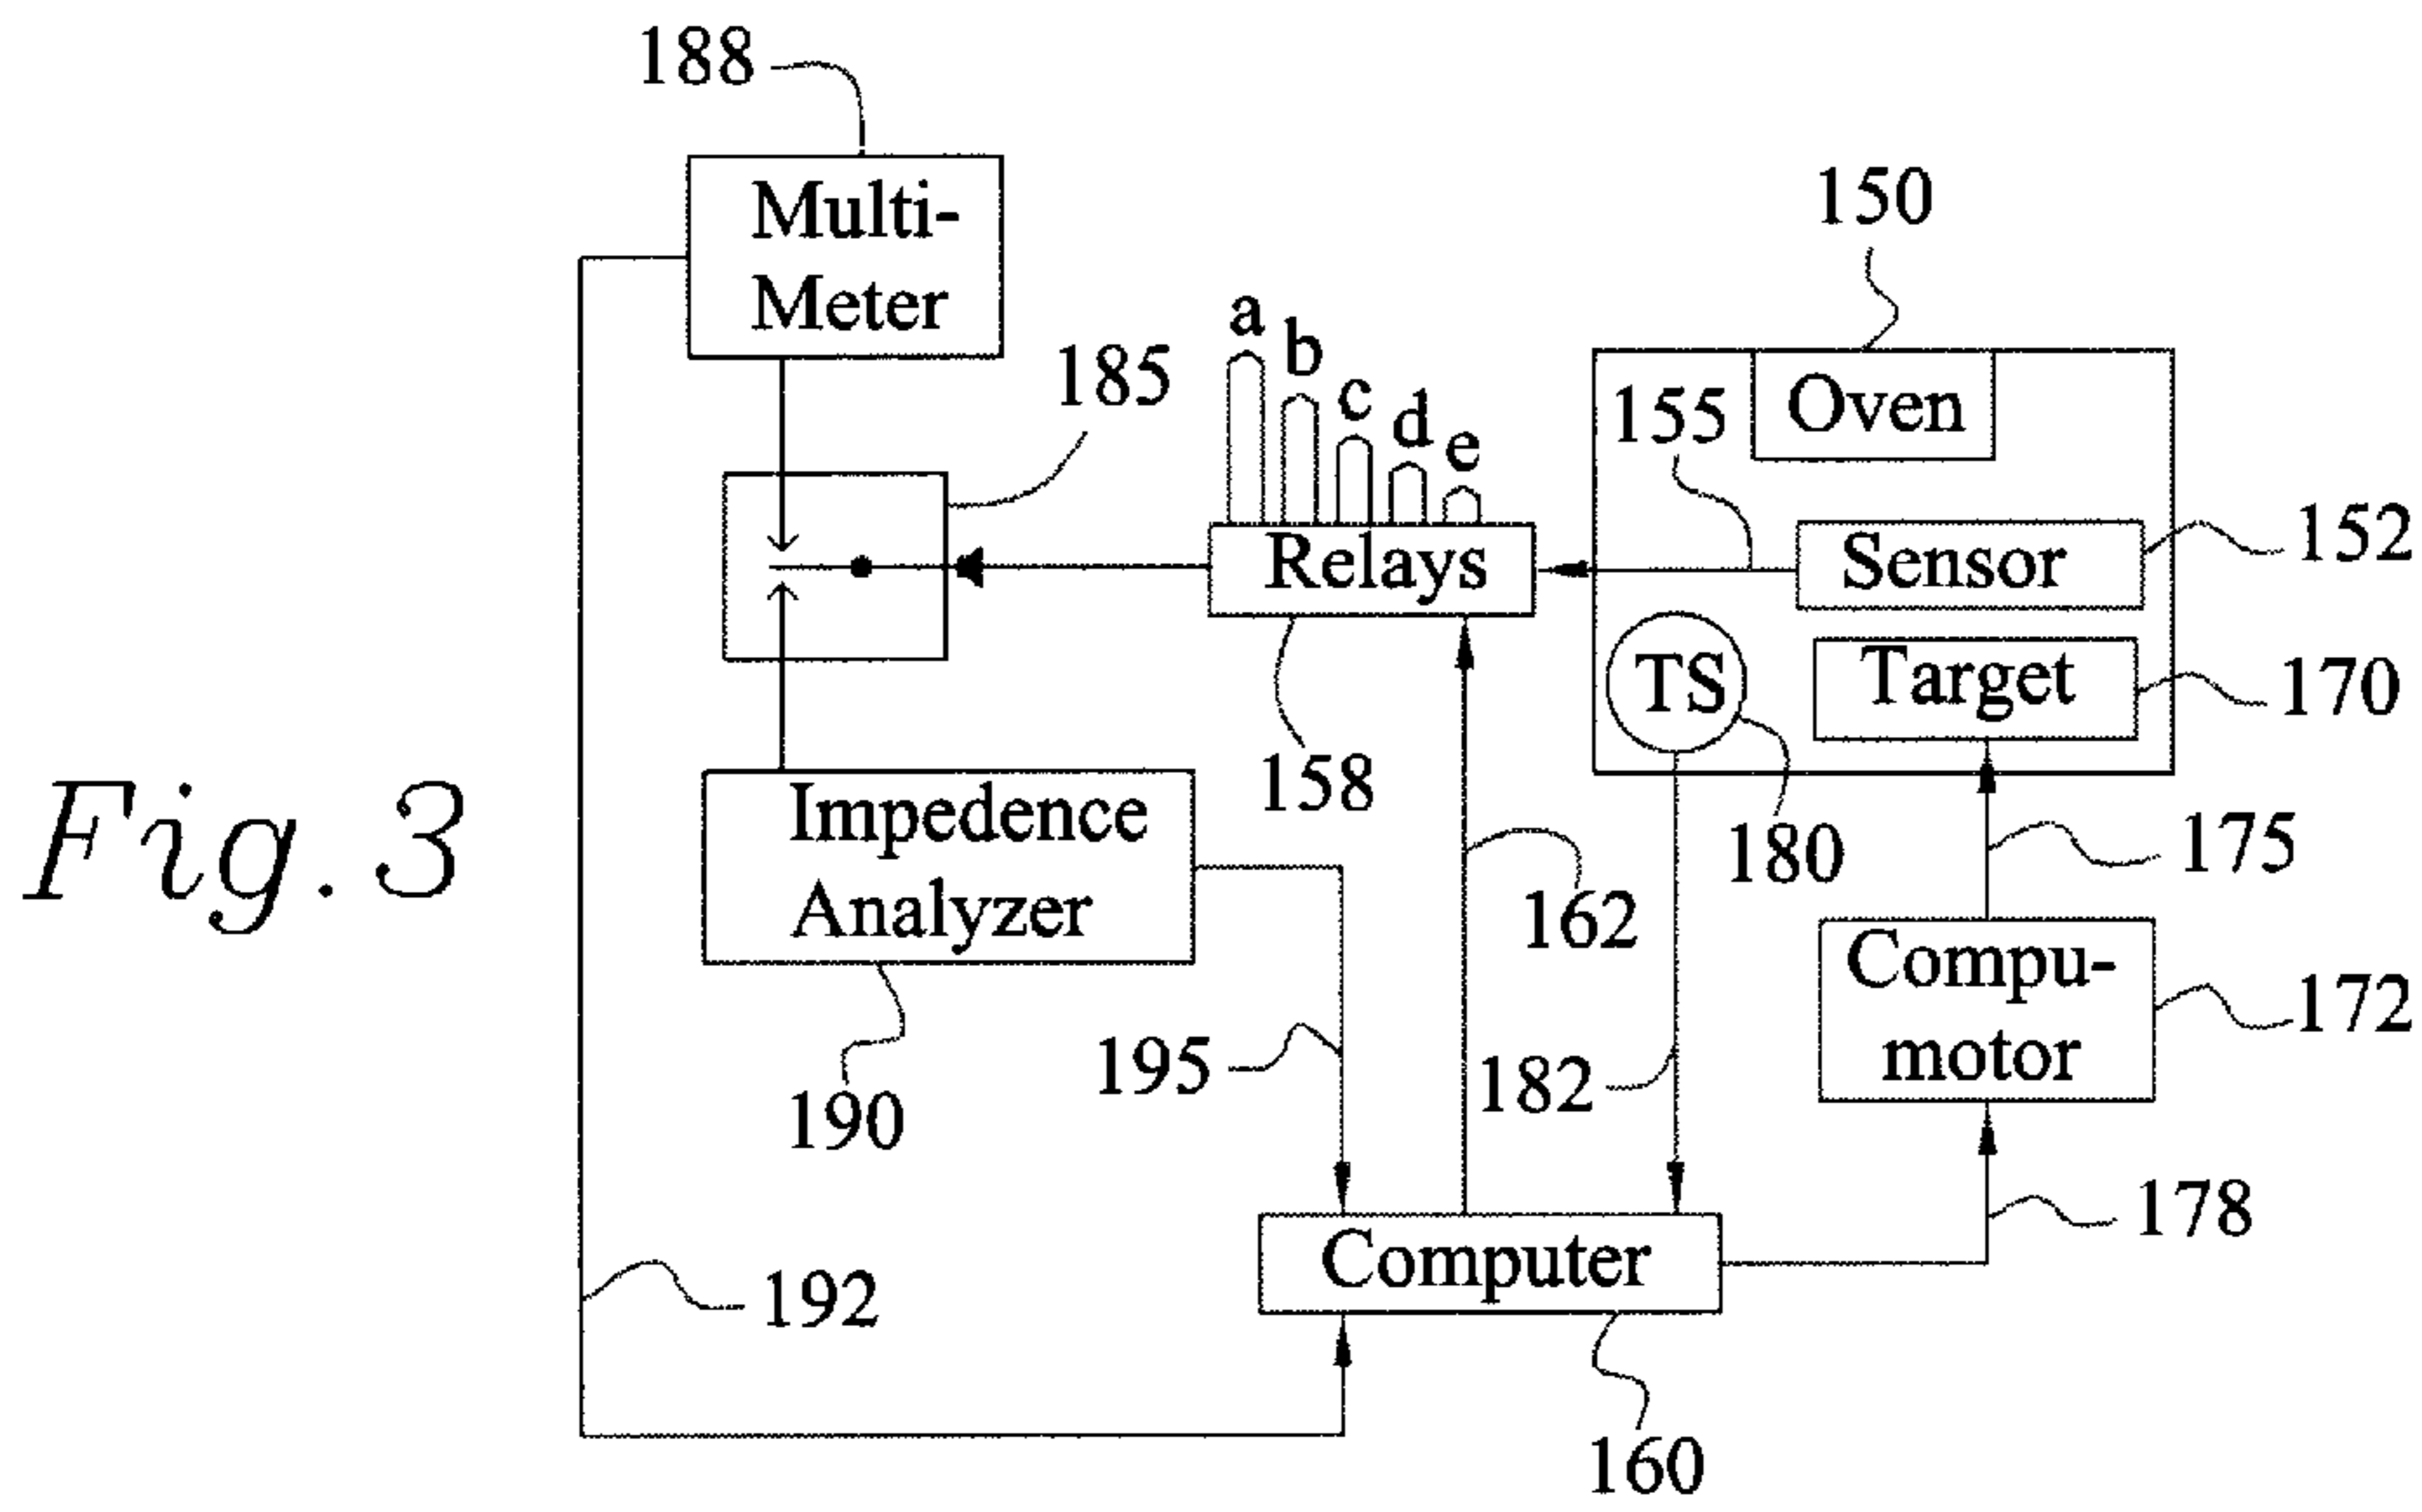 188
Multi-
Meter
150
a
b
c
d
e
185
155
Oven
Relays
Sensor
152
TS
Target
170
158
180
Impedence
Analyzer
175
162
Compu-
motor
172
Fig. 3
195
182
190
178
192
Computer
160